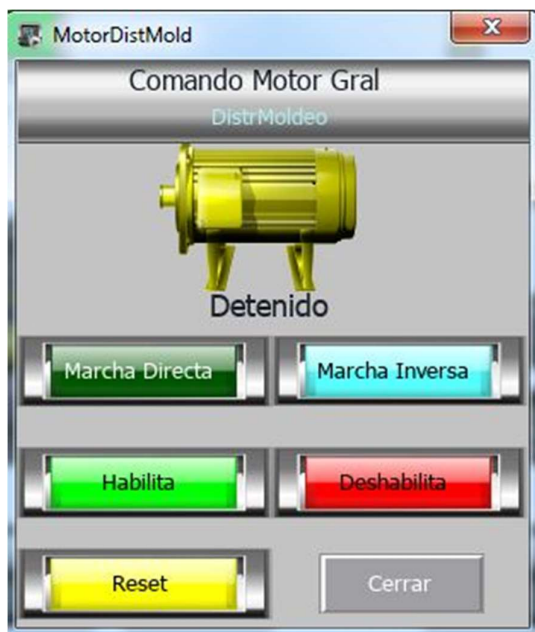 MotorDistMold
Comando Motor Gral
DistrMoldeo
Detenido
Marcha Directa
Marcha Inversa
Habilita
Deshabilita
Reset
Cerrar